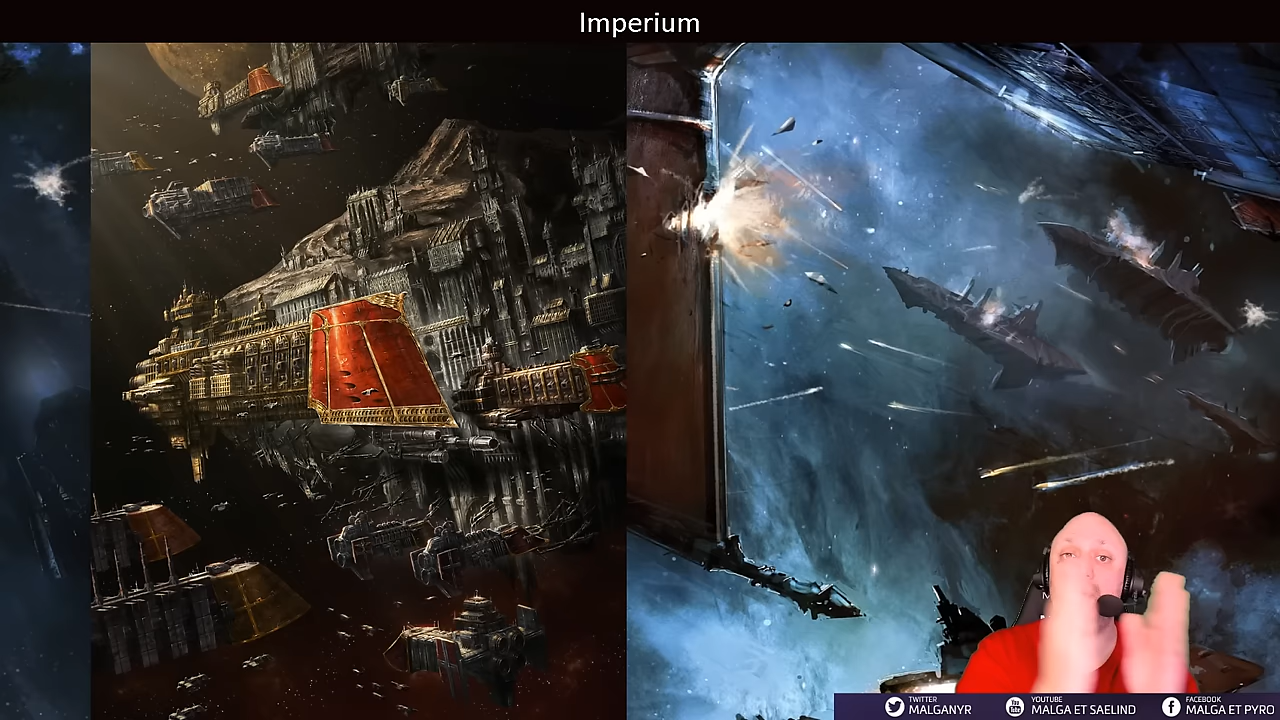 Imperium
TWITTER
MALGANYR
YOUTUBE
MALGA ET SAELIND
FACEBOOK
MALGA ET PYRO